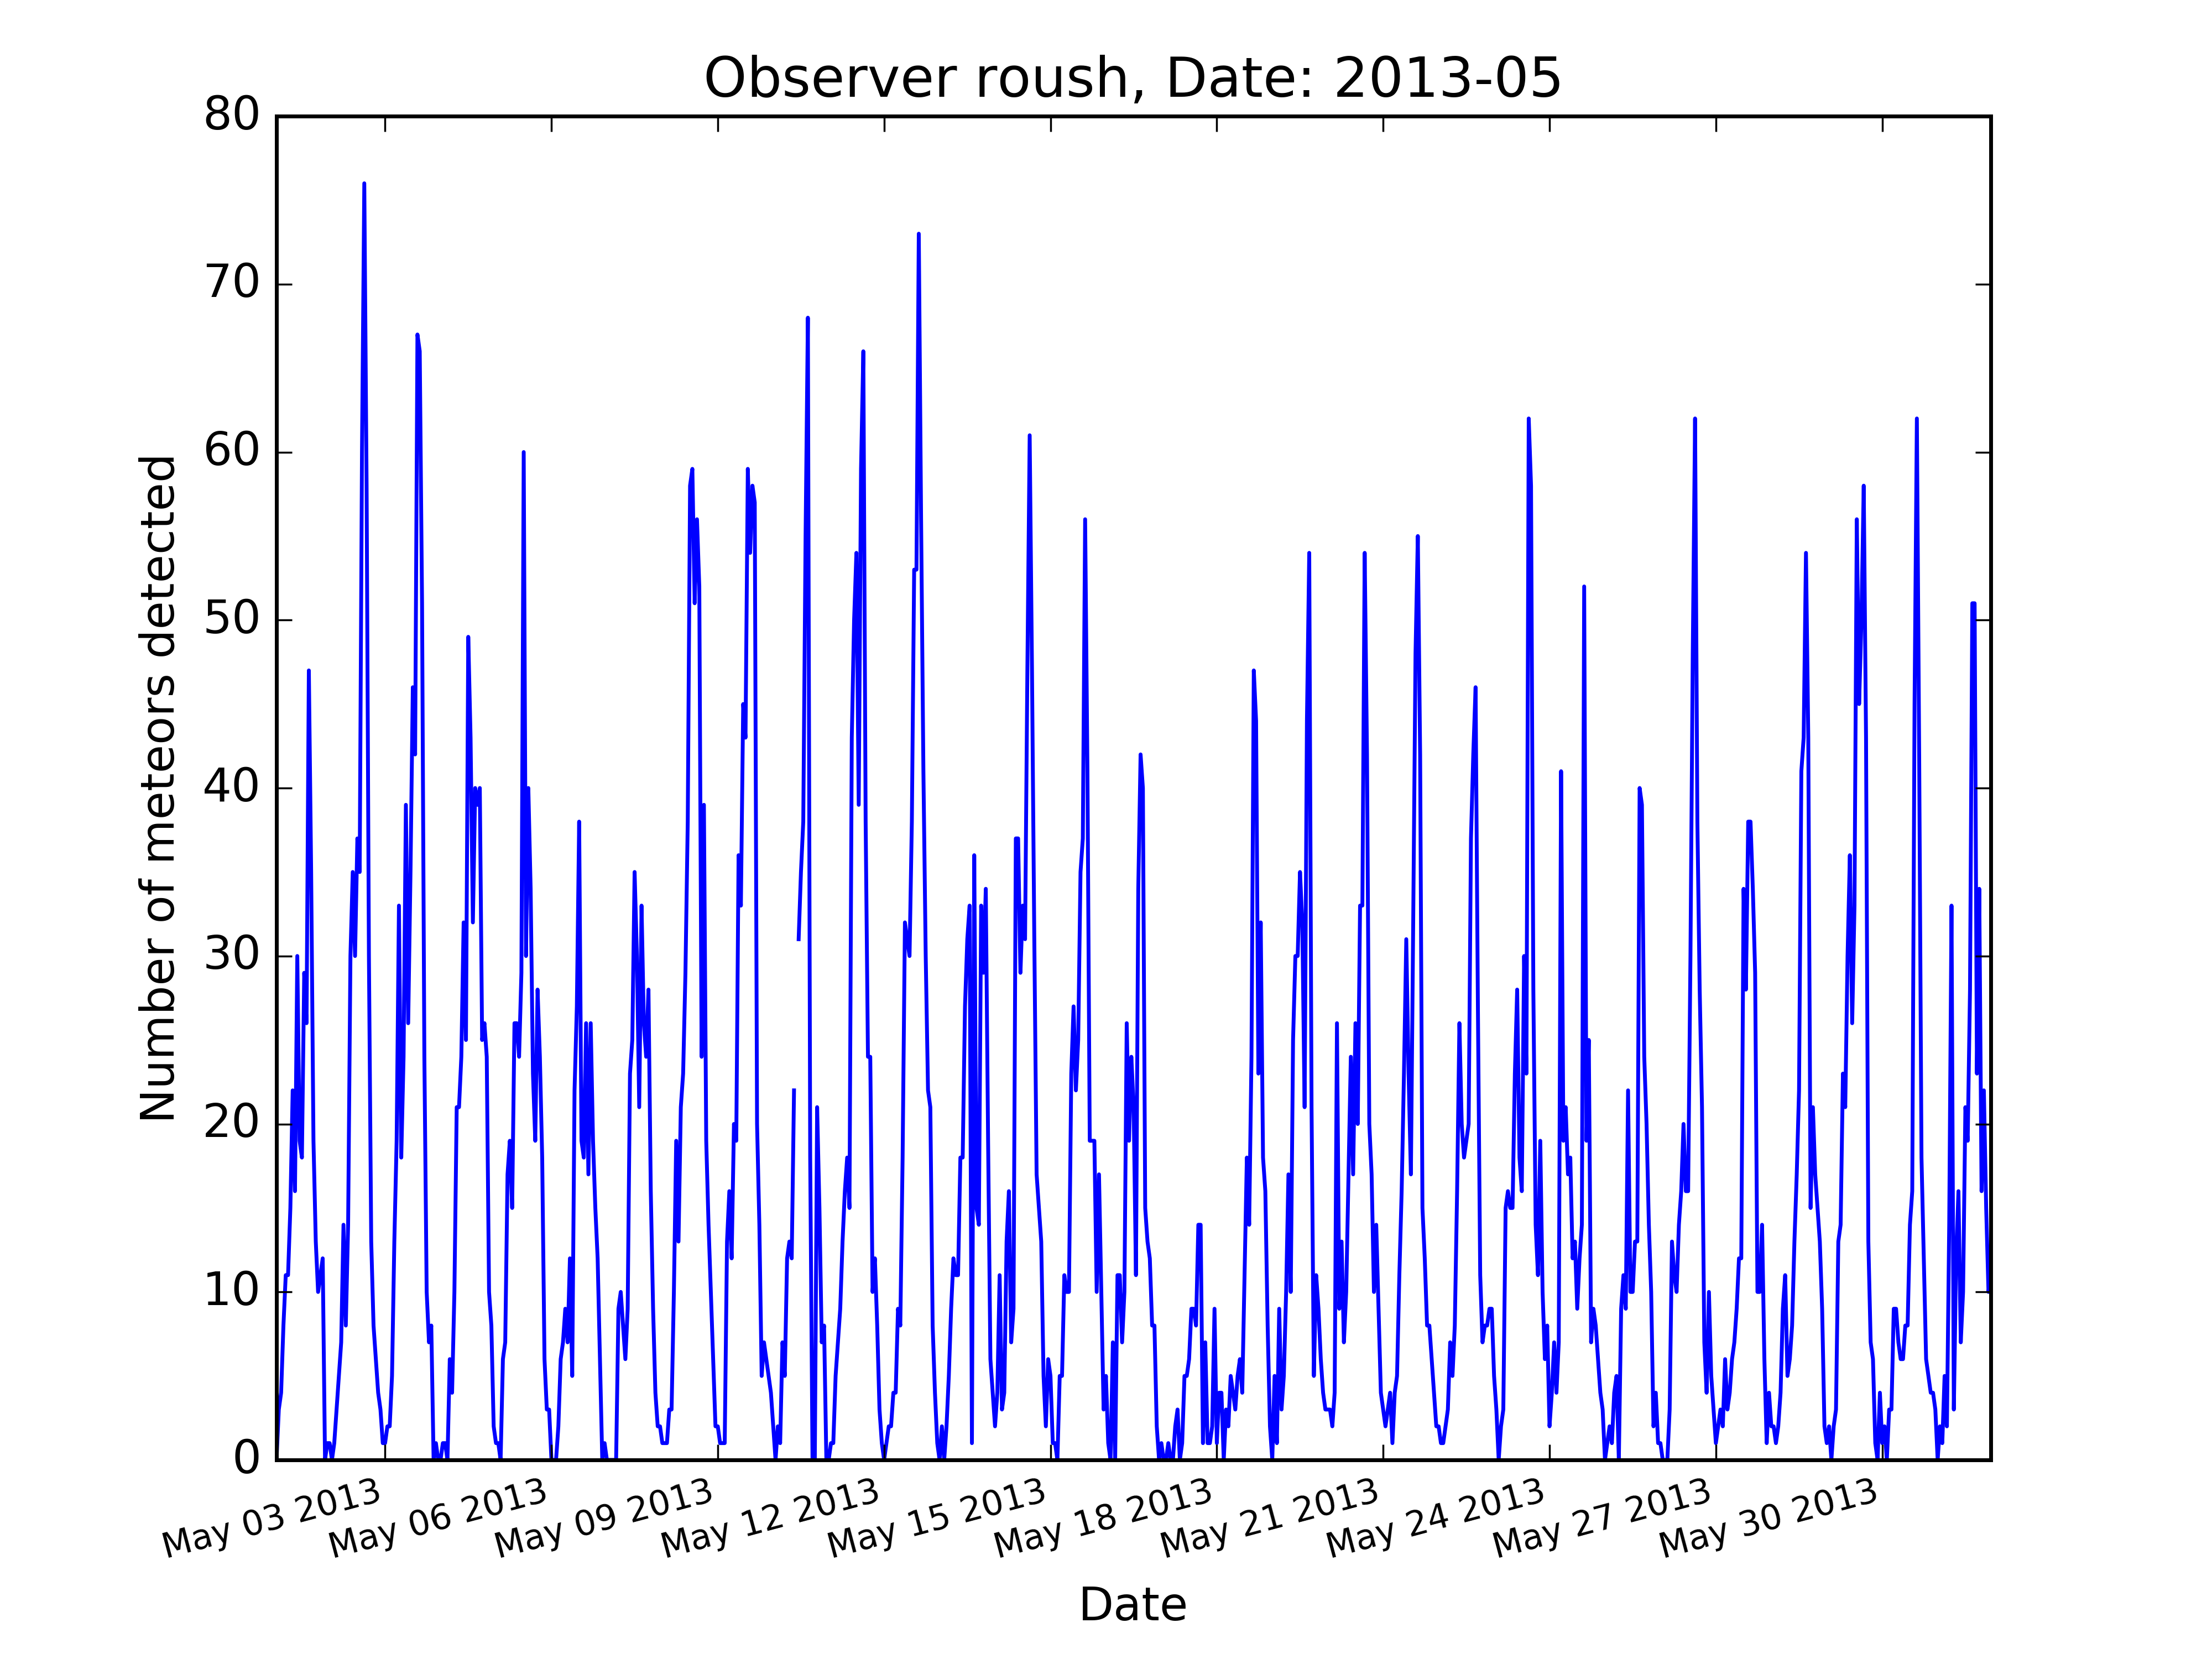 Observer roush, Date: 2013-05
80
70
60
50
40
30
20
10
0
Number of meteors detected
May 03 2013
May 06 2013
May 09 2013
May 12 2013
May 15 2013
May 18 2013
May 21 2013
May 24 2013
May 27 2013
May 30 2013
Date